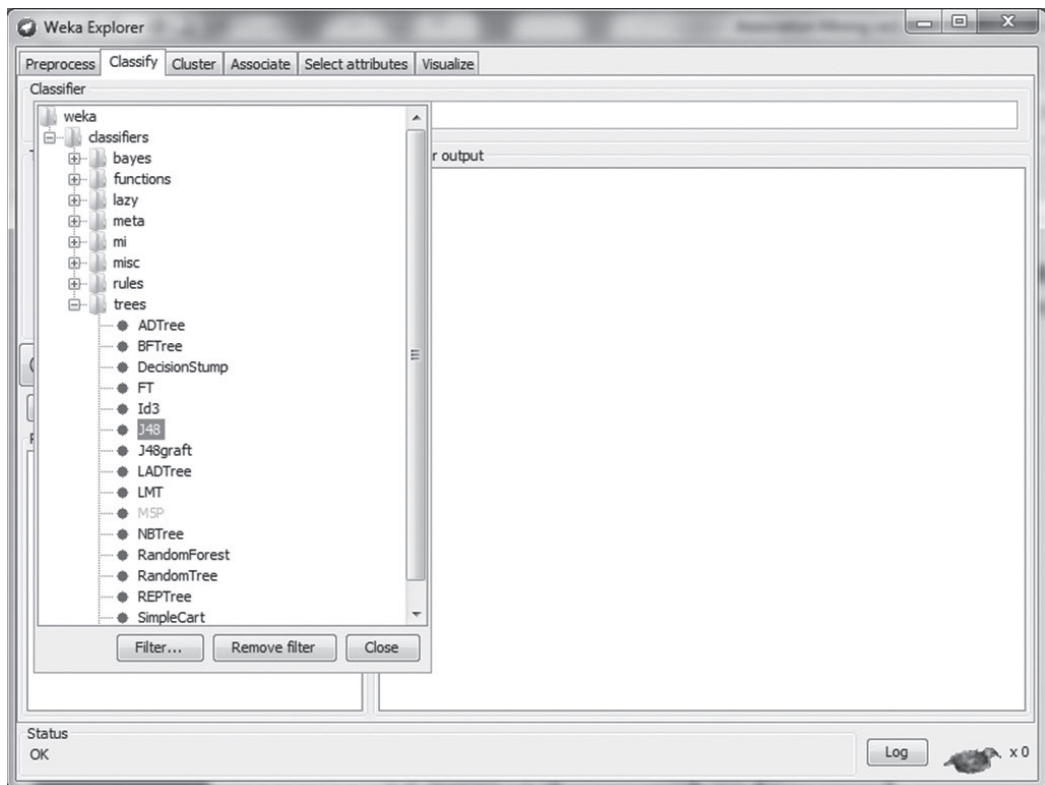 Weka Explorer
Preprocess Classify Cluster Associate Select attributes Visualize
Classifier
weka
classifiers
bayes
functions
lazy
meta
mi
misc
rules
trees
ADTree
BFTree
DecisionStump
FT
Id3
J48
J48graft
LADTree
LMT
M5P
NBTree
RandomForest
RandomTree
REPTree
SimpleCart
Filter... Remove filter Close
r output
Status
OK
Log x 0